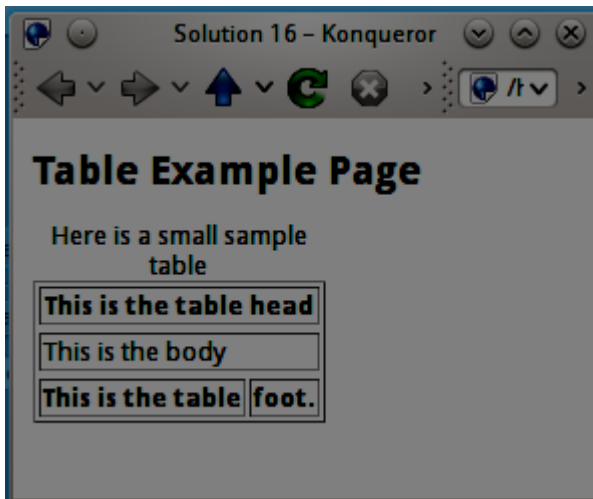 Solution 16 – Konqueror
Table Example Page
Here is a small sample
table
This is the table head
This is the body
This is the table foot.